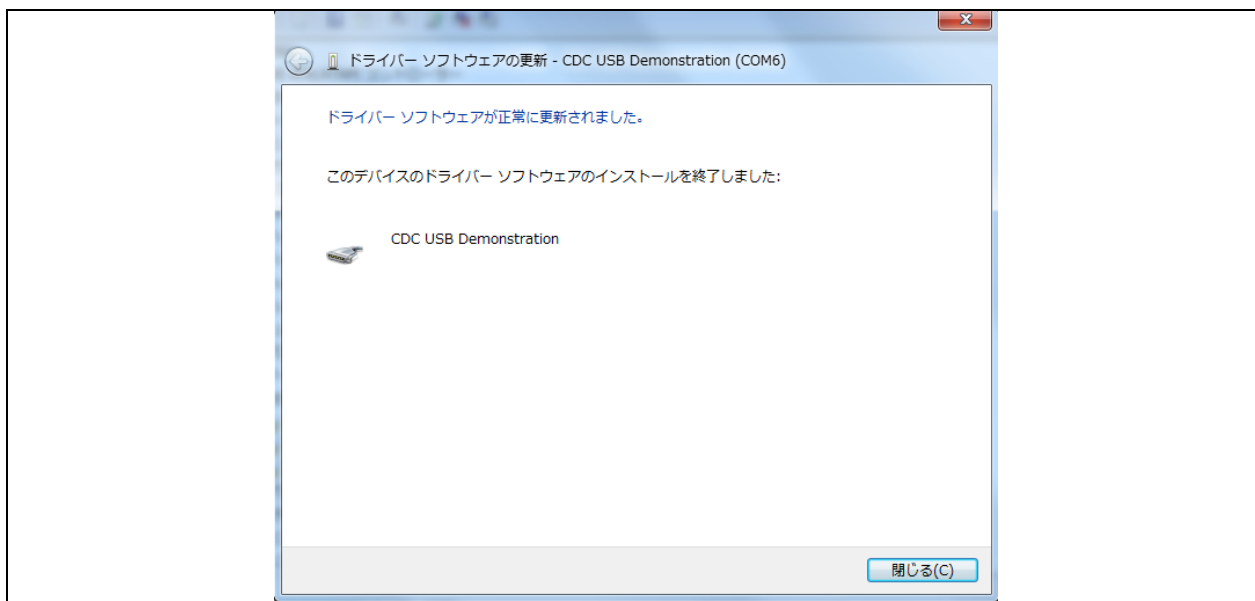 ドライバー ソフトウェアの更新 - CDC USB Demonstration (COM6)
ドライバー ソフトウェアが正常に更新されました。
このデバイスのドライバー ソフトウェアのインストールを終了しました:
CDC USB Demonstration
閉じる(C)